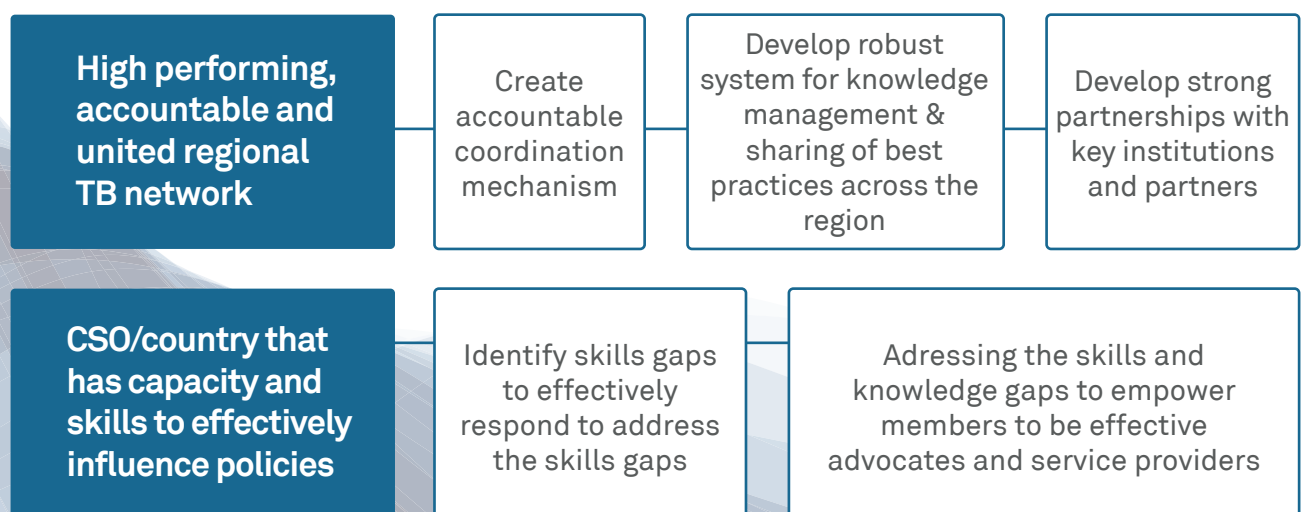 High performing,
accountable and
united regional
TB network
Create
accountable
coordination
mechanism
Develop robust
system for knowledge
management &
sharing of best
practices across the
region
Develop strong
partnerships with
key institutions
and partners
CSO/country that
has capacity and
skills to effectively
influence policies
Identify skills gaps
to effectively
respond to address
the skills gaps
Adressing the skills and
knowledge gaps to empower
members to be effective
advocates and service providers